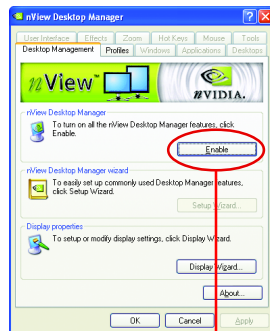 nView Desktop Manager
User Interface Effects Zoom Hot Keys Mouse Tools
Desktop Management Profiles Windows Applications Desktops
nView™ nVIDIA.
nView Desktop Manager
To turn on all the nView Desktop Manager features, click
Enable.
Enable
nView Desktop Manager wizard
To easily set up commonly used Desktop Manager features,
click Setup Wizard.
Setup Wizard...
Display properties
To setup or modify display settings, click Display Wizard.
Display Wizard...
About...
OK Cancel Apply